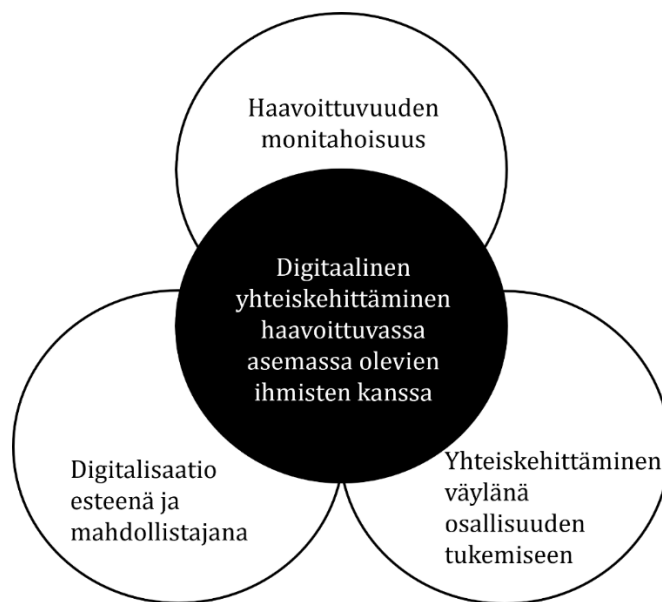 Haavoittuvuuden
monitahoisuus
Digitaalinen
yhteiskehittäminen
haavoittuvassa
asemassa olevien
ihmisten kanssa
Digitalisaatio
esteenä ja
mahdollistajana
Yhteiskehittäminen
väylänä
osallisuuden
tukemiseen